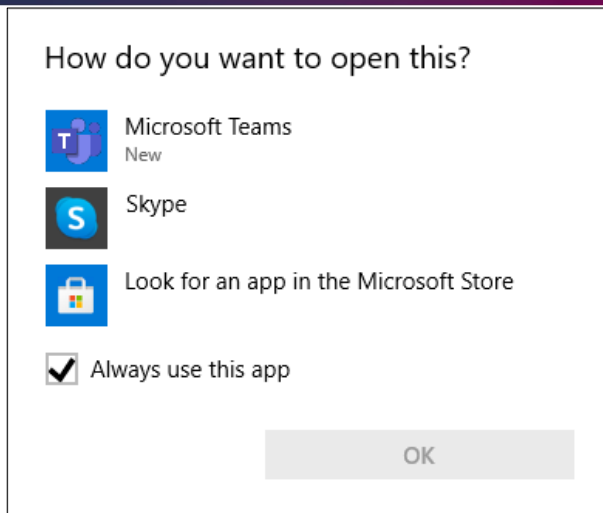 How do you want to open this?
Microsoft Teams
New
Skype
Look for an app in the Microsoft Store
Always use this app
OK